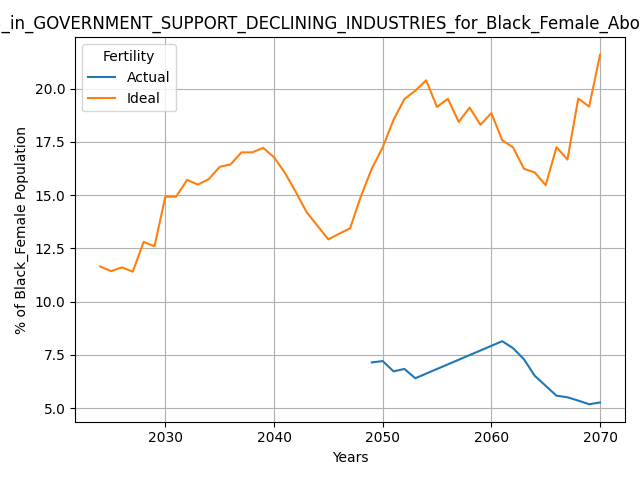 _in_GOVERNMENT_SUPPORT_DECLINING_INDUSTRIES_for_Black_Female_Abo
Fertility
Actual
Ideal
% of Black_Female Population
20.0
17.5
15.0
12.5
10.0
7.5
5.0
2030 2040 2050 2060 2070
Years